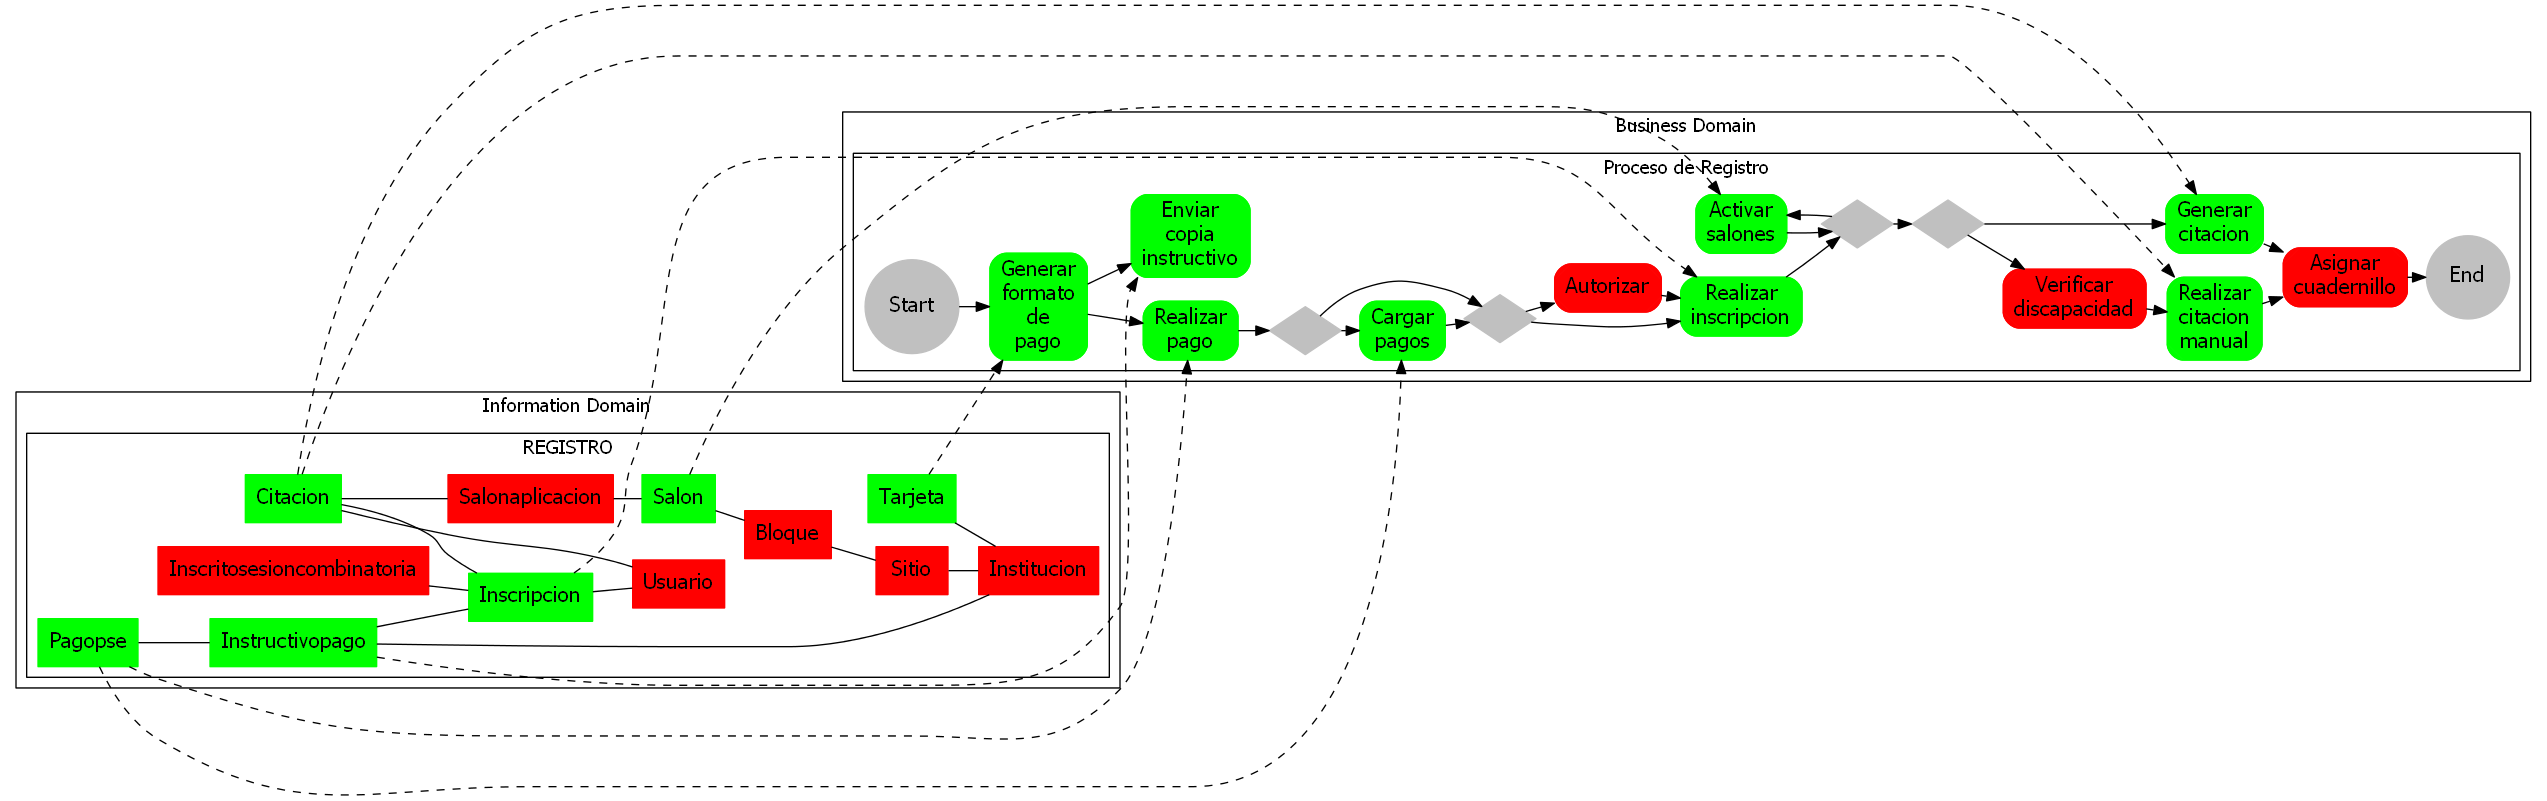 Business Domain
Proceso de Registro
Start
Generar
formato
de
pago
Enviar
copia
instructivo
Realizar
pago
Cargar
pagos
Autorizar
Activar
salones
Realizar
inscripcion
Verificar
discapacidad
Generar
citacion
Realizar
citacion
manual
Asignar
cuadernillo
End
Information Domain
REGISTRO
Citacion
Salonaplicacion
Salon
Tarjeta
Bloque
Inscritosesioncombinatoria
Inscripcion
Usuario
Sitio
Institucion
Pagopse
Instructivopago